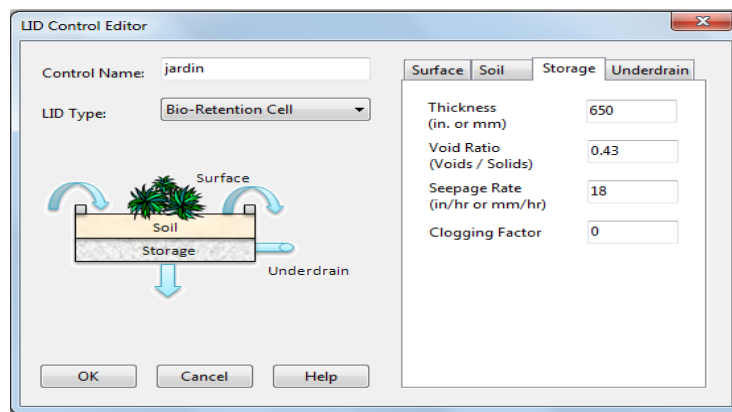 LID Control Editor
X
Control Name: jardin
LID Type: Bio-Retention Cell
Surface
Soil
Storage
Underdrain
OK Cancel Help
Surface Soil Storage Underdrain
Thickness
(in. or mm) 650
Void Ratio
(Voids / Solids) 0.43
Seepage Rate
(in/hr or mm/hr) 18
Clogging Factor 0